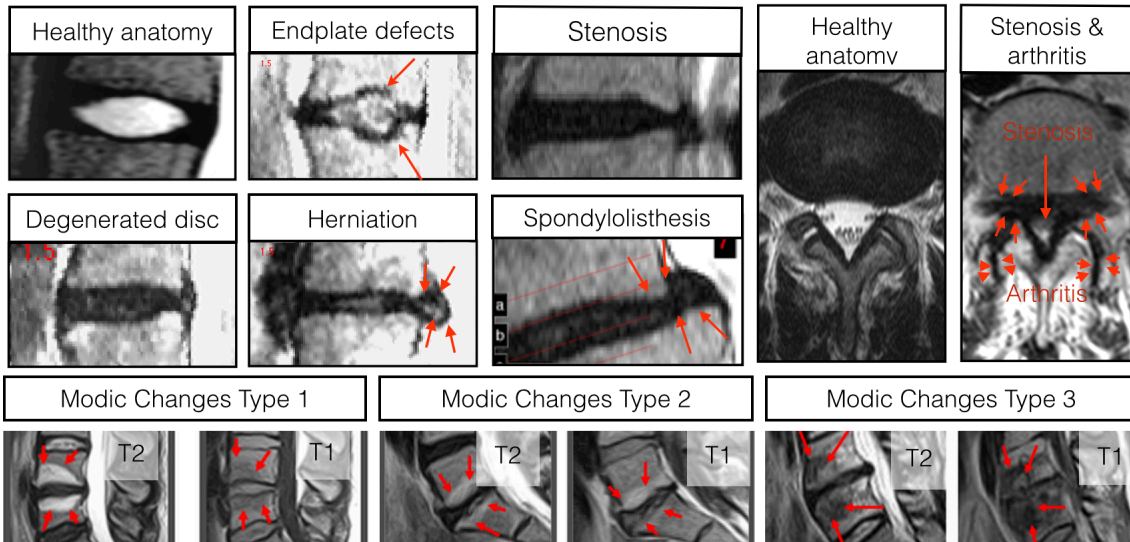 Healthy anatomy
Endplate defects
Stenosis
Healthy
anatomy
Stenosis &
arthritis
1.5
Stenosis
Degenerated disc
Herniation
Spondylolisthesis
1.5
1.5
a
b
Arthritis
Modic Changes Type 1
Modic Changes Type 2
Modic Changes Type 3
T2
T1
T2
T1
T2
T1